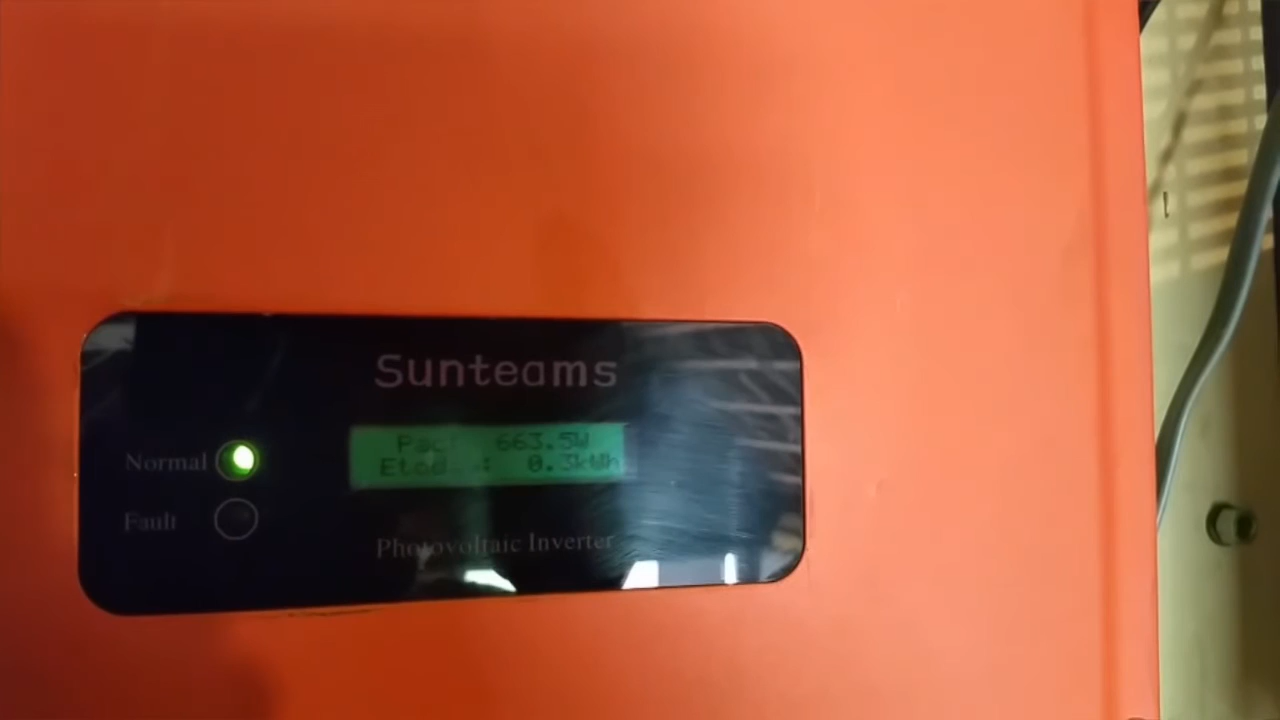 Sunteams
Pac: 663.5W
Normal
Etod : 0.3kWh
Fault
Photovoltaic Inverter